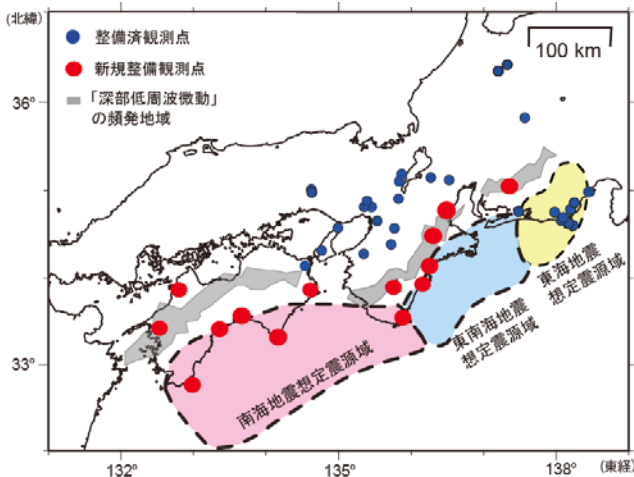 (北緯)
整備済観測点
新規整備観測点
「深部低周波微動」
の頻発地域
100 km
36°
33°
東海地震
想定震源域
東南海地震
想定震源域
南海地震想定震源域
132°
135°
138°
(東経)